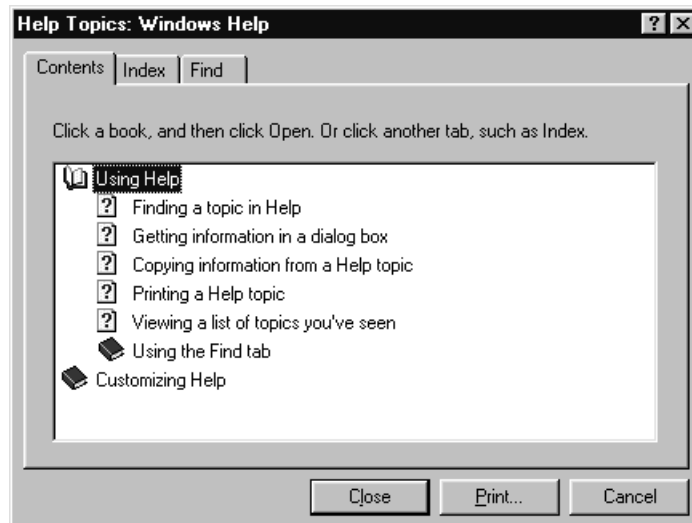 Help Topics: Windows Help
Contents Index Find
Click a book, and then click Open. Or click another tab, such as Index.
Using Help
Finding a topic in Help
Getting information in a dialog box
Copying information from a Help topic
Printing a Help topic
Viewing a list of topics you've seen
Using the Find tab
Customizing Help
Close Print... Cancel